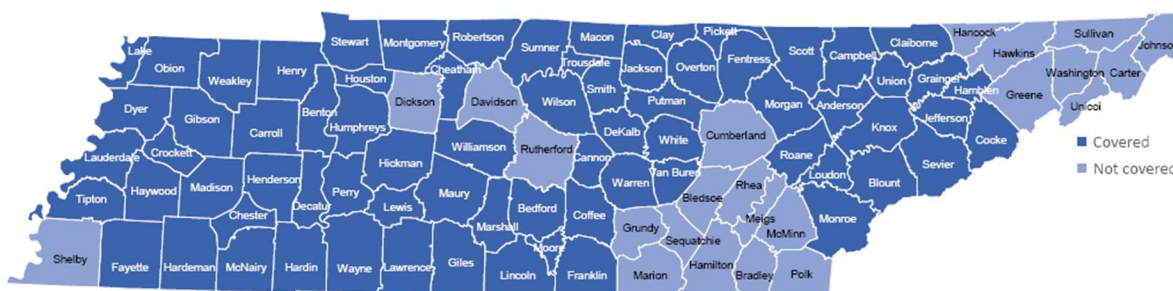 Lake
Obion
Weakley
Henry
Stewart
Montgomery
Robertson
Sumner
Macon
Trousdale
Clay
Pickett
Jackson
Overton
Fentress
Scott
Campbell
Claiborne
Hancock
Hawkins
Sullivan
Johnso
Carter
Washington
Unicoi
Greene
Hamblen
Grainger
Union
Houston
Cheatham
Dickson
Davidson
Wilson
Smith
Putman
Morgan
Anderson
Knox
Jefferson
Cocke
Sevier
Dyer
Gibson
Carroll
Benton
Humphreys
Hickman
Williamson
Rutherford
Cannon
DeKalb
White
Cumberland
Roane
Loudon
Blount
Monroe
Lauderdale
Crockett
Haywood
Madison
Henderson
Decatur
Perry
Lewis
Maury
Bedford
Coffee
Warren
Van Buren
Bledsoe
Rhea
Meigs
McMinn
Tipton
Chester
Marshall
Moore
Grundy
Sequatchie
Shelby
Fayette
Hardeman
McNairy
Hardin
Wayne
Lawrence
Giles
Lincoln
Franklin
Marion
Hamilton
Bradley
Polk
Covered
Not covered